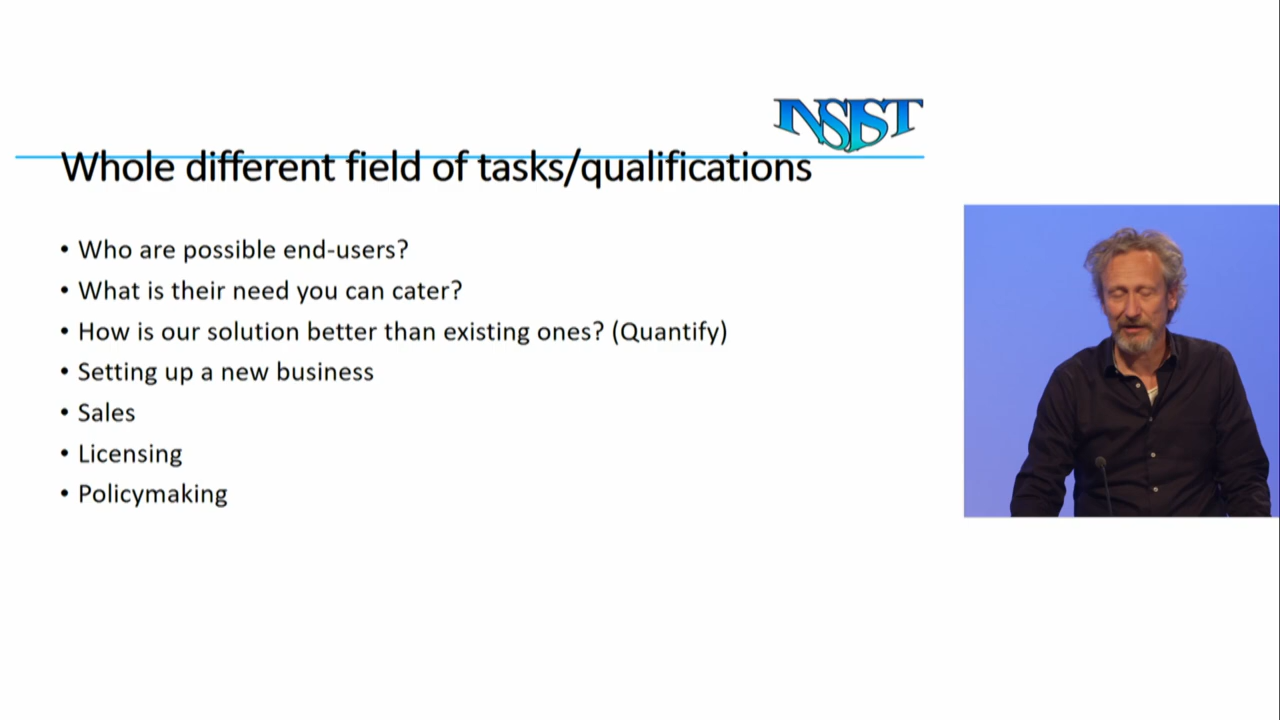 INSIST
Whole different field of tasks/qualifications
• Who are possible end-users?
• What is their need you can cater?
• How is our solution better than existing ones? (Quantify)
• Setting up a new business
• Sales
• Licensing
• Policymaking